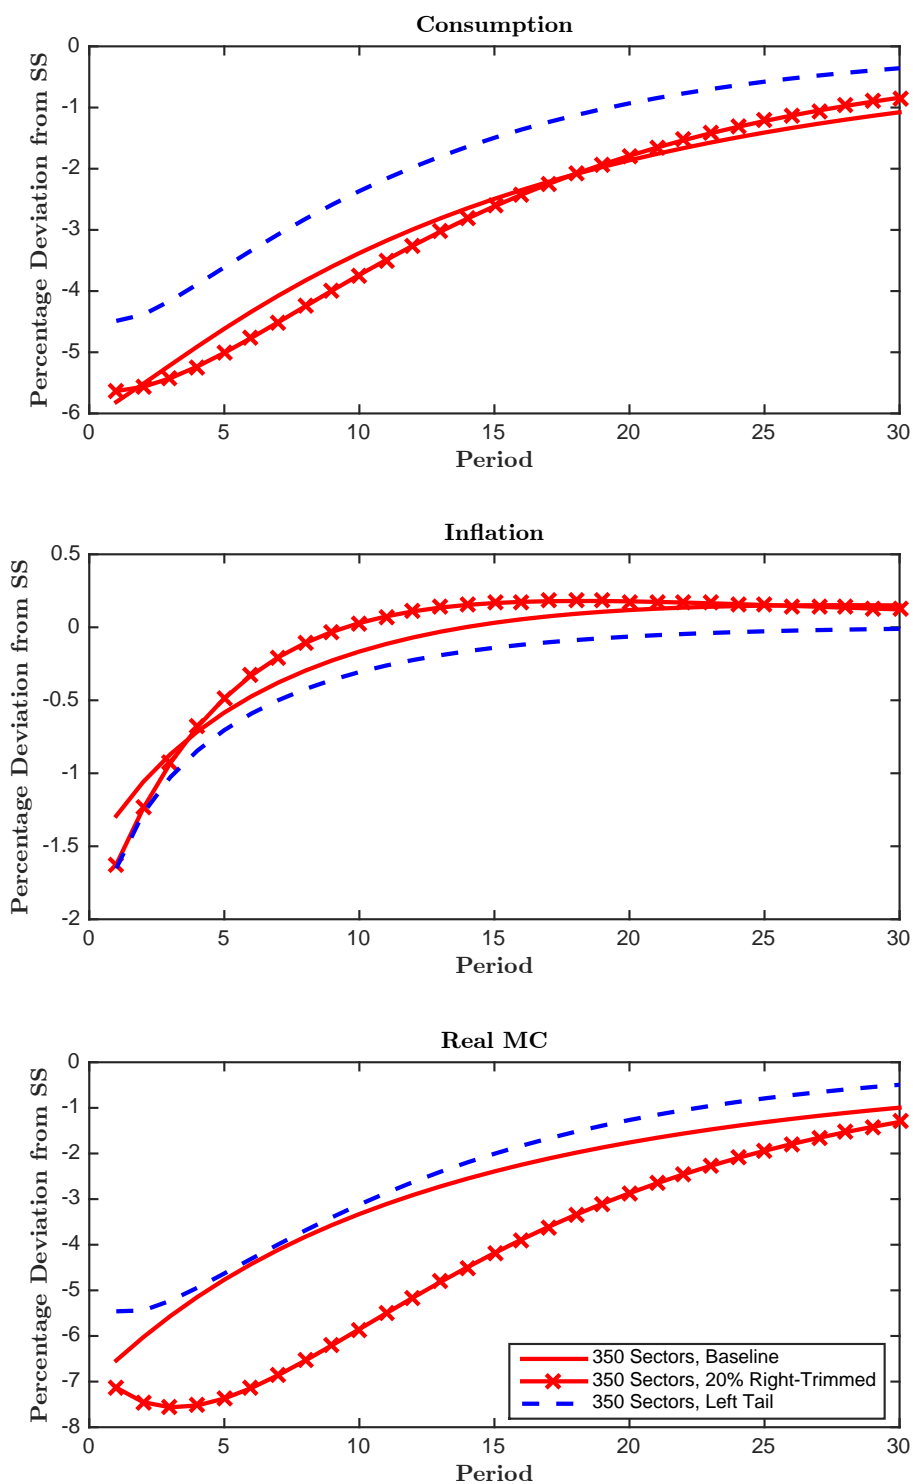 Consumption
Percentage Deviation from SS
0
-1
-2
-3
-4
-5
-6
0 5 10 15 20 25 30
Period
Inflation
Percentage Deviation from SS
0.5
0
-0.5
-1
-1.5
-2
0 5 10 15 20 25 30
Period
Real MC
Percentage Deviation from SS
0
-1
-2
-3
-4
-5
-6
-7
-8
350 Sectors, Baseline
350 Sectors, 20% Right-Trimmed
350 Sectors, Left Tail
0 5 10 15 20 25 30
Period